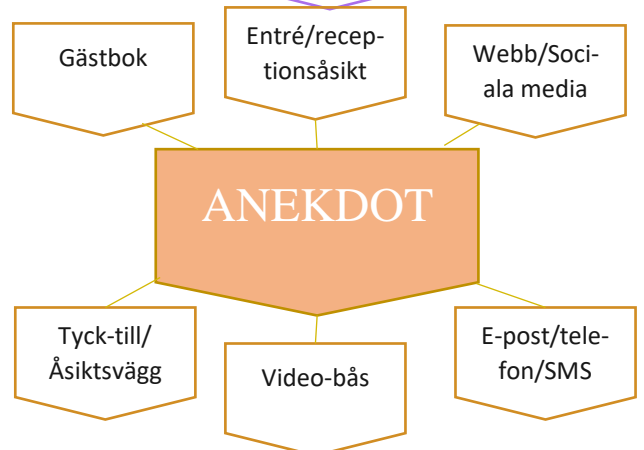 Gästbok
Entré/recep-
tionsåsikt
Webb/Soci-
ala media
ANEKDOT
Tyck-till/
Åsiktsvägg
Video-bås
E-post/tele-
fon/SMS